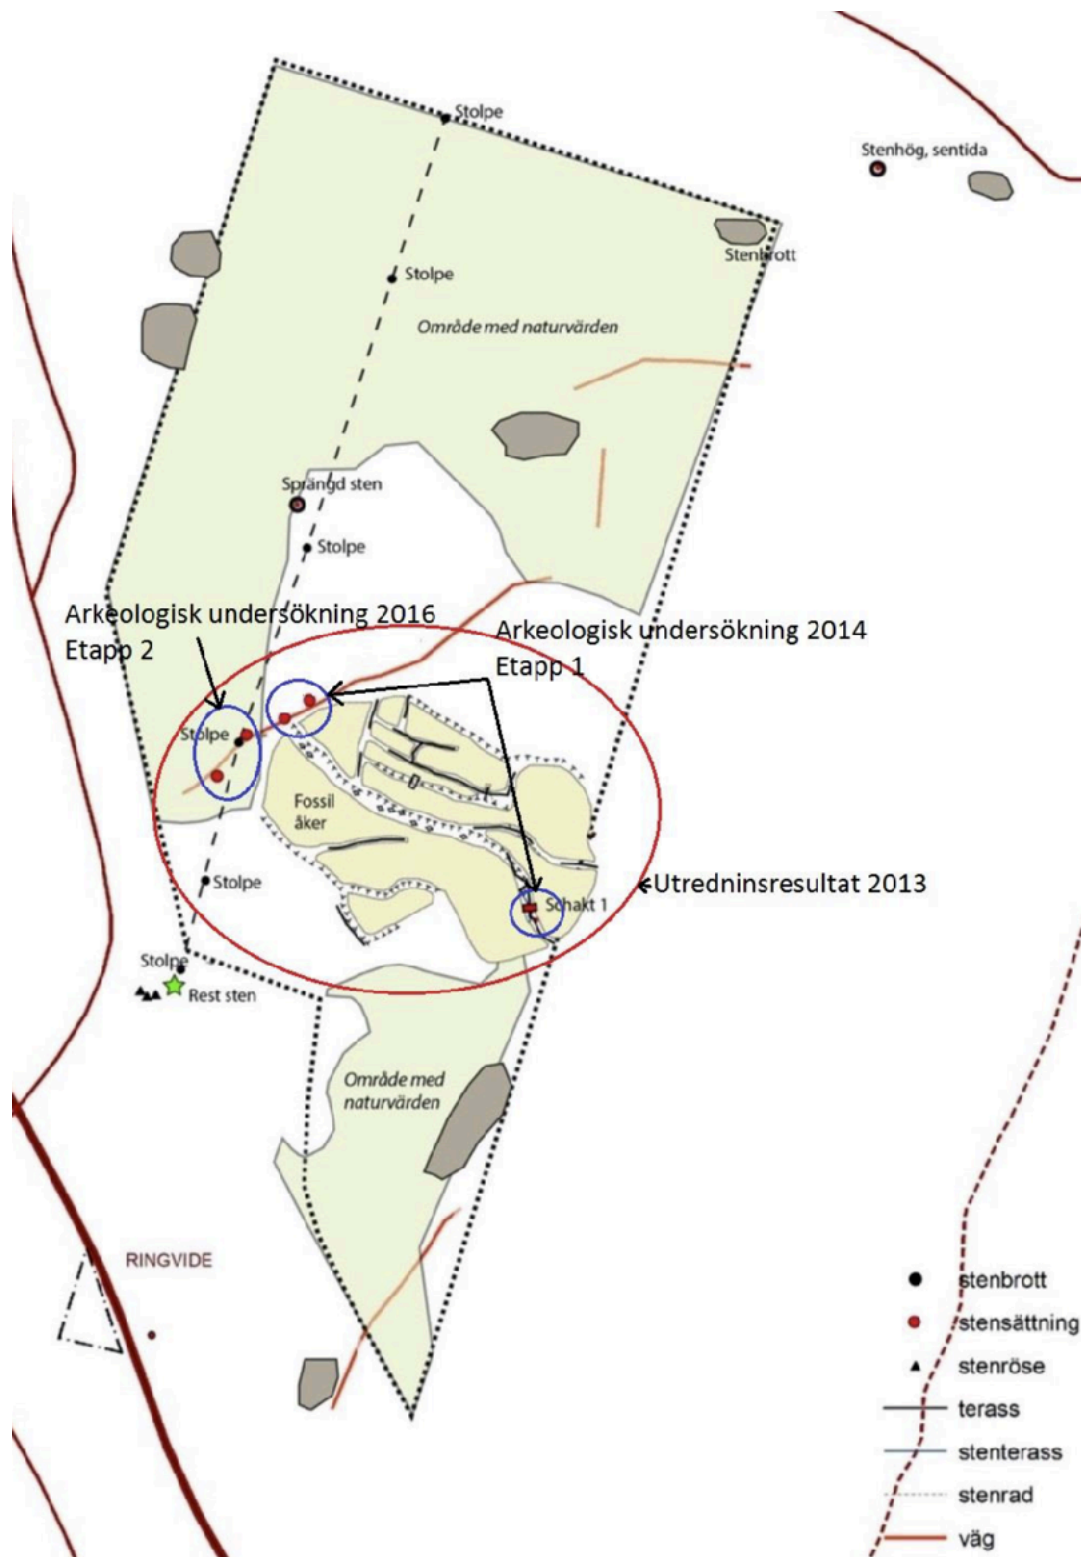 Stolpe
Stenhög, sentida
Stenbrott
Stolpe
Område med naturvärden
Sprängd sten
Stolpe
Arkeologisk undersökning 2016
Etapp 2
Arkeologisk undersökning 2014
Etapp 1
Stolpe
Fossil
åker
Stolpe
Utredninsresultat 2013
Schakt 1
Stolpe
Rest sten
Område med
naturvärden
RINGVIDE
stenbrott
stensättning
stenröse
terass
stenterass
stenrad
väg